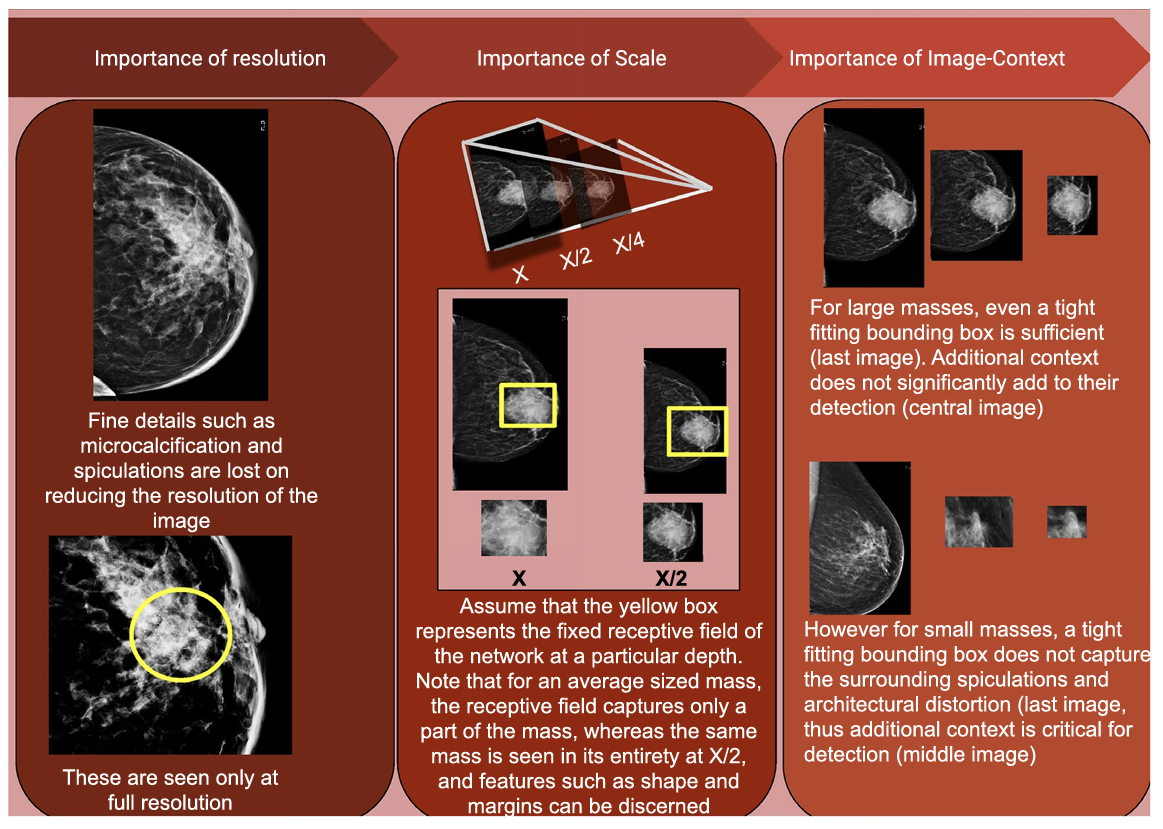 Importance of resolution
Importance of Scale
Importance of Image-Context
Fine details such as
microcalcification and
spiculations are lost on
reducing the resolution of the
image
These are seen only at
full resolution
X
X/2
X/4
X
X/2
Assume that the yellow box
represents the fixed receptive field of
the network at a particular depth.
Note that for an average sized mass,
the receptive field captures only a
part of the mass, whereas the same
mass is seen in its entirety at X/2,
and features such as shape and
margins can be discerned
For large masses, even a tight
fitting bounding box is sufficient
(last image). Additional context
does not significantly add to their
detection (central image)
However for small masses, a tight
fitting bounding box does not capture
the surrounding spiculations and
architectural distortion (last image,
thus additional context is critical for
detection (middle image)